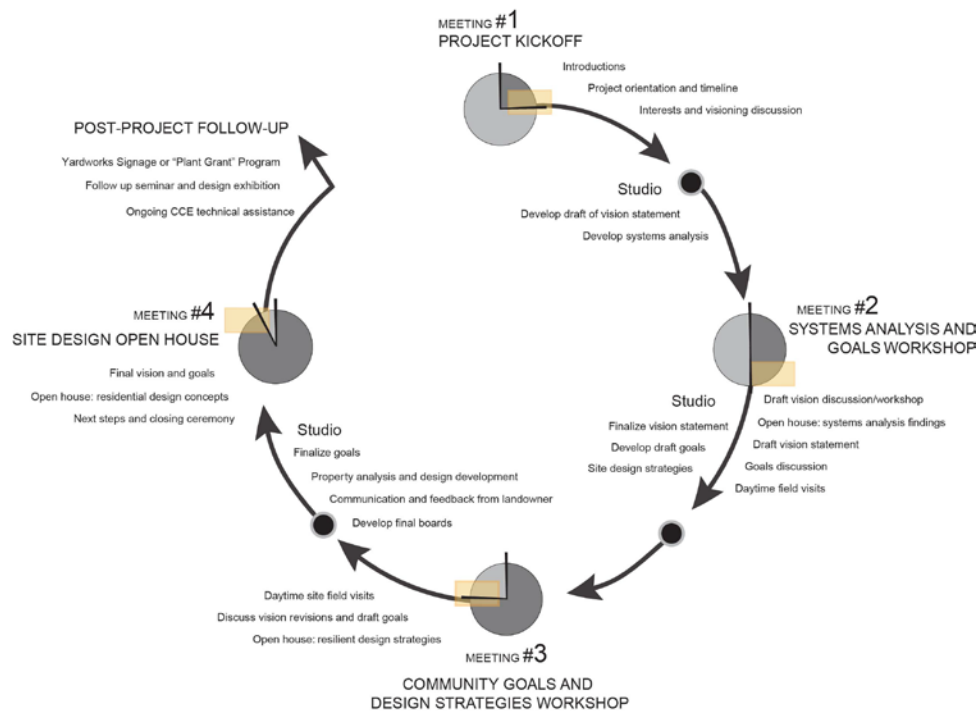 MEETING #1
PROJECT KICKOFF
Introductions
Project orientation and timeline
Interests and visioning discussion
Studio
Develop draft of vision statement
Develop systems analysis
MEETING #2
SYSTEMS ANALYSIS AND
GOALS WORKSHOP
Draft vision discussion/workshop
Open house: systems analysis findings
Draft vision statement
Goals discussion
Daytime field visits
Studio
Finalize vision statement
Develop draft goals
Site design strategies
MEETING #3
COMMUNITY GOALS AND
DESIGN STRATEGIES WORKSHOP
Daytime site field visits
Discuss vision revisions and draft goals
Open house: resilient design strategies
Studio
Finalize goals
Property analysis and design development
Communication and feedback from landowner
Develop final boards
MEETING #4
SITE DESIGN OPEN HOUSE
Final vision and goals
Open house: residential design concepts
Next steps and closing ceremony
POST-PROJECT FOLLOW-UP
Yardworks Signage or “Plant Grant” Program
Follow up seminar and design exhibition
Ongoing CCE technical assistance